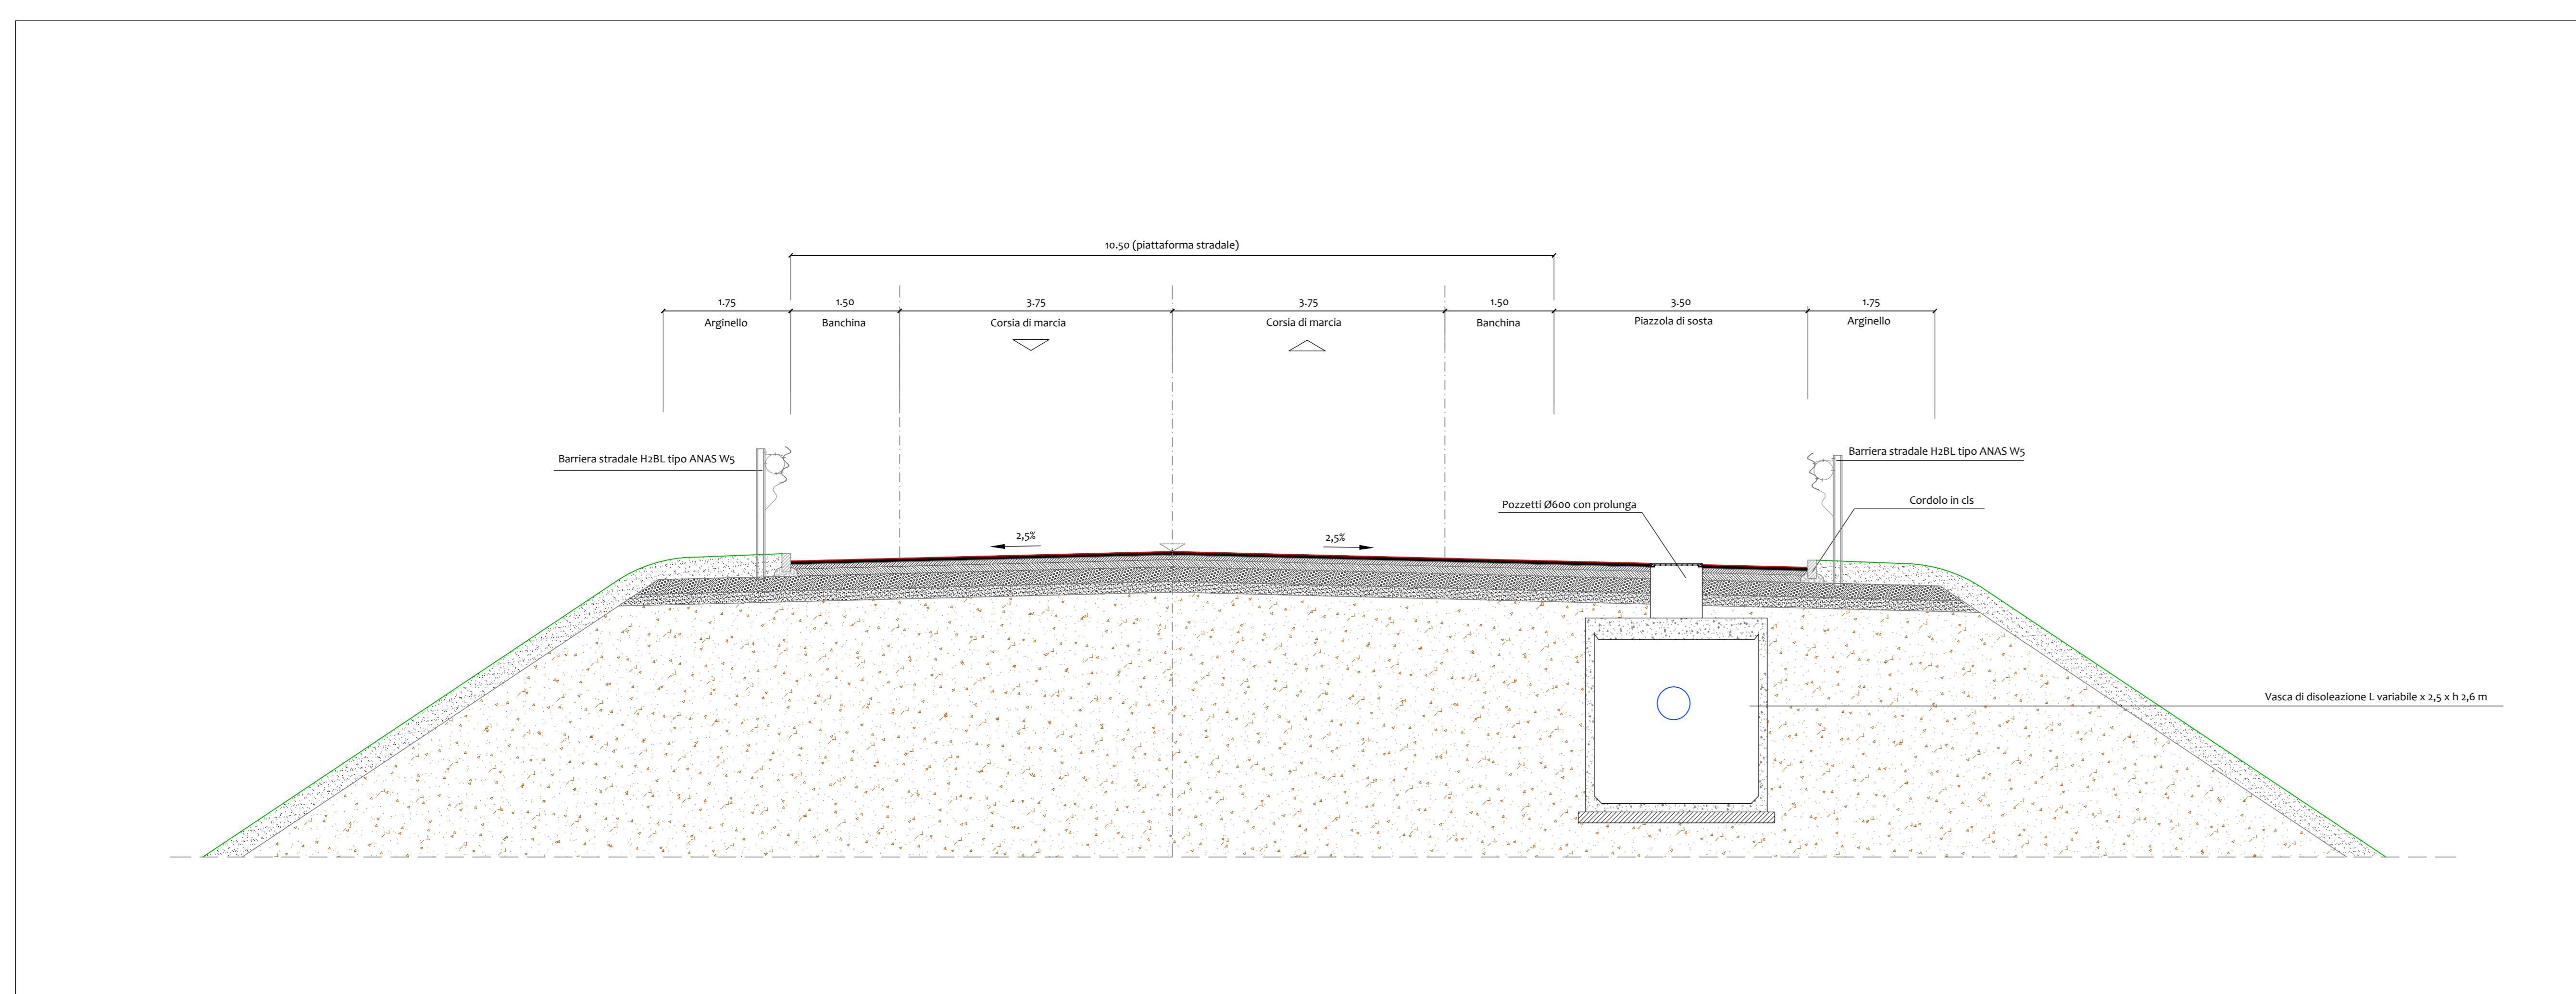 10.50 (piattaforma stradale)
1.75 1.50 3.75 3.75 1.50 3.50 1.75
Arginello Banchina Corsia di marcia Corsia di marcia Banchina Piazzola di sosta Arginello
Barriera stradale H2BL tipo ANAS W5
Barriera stradale H2BL tipo ANAS W5
Pozzetti Ø600 con prolunga
Cordolo in cls
2,5%
2,5%
Vasca di disoleazione L variabile x 2,5 x h 2,6 m